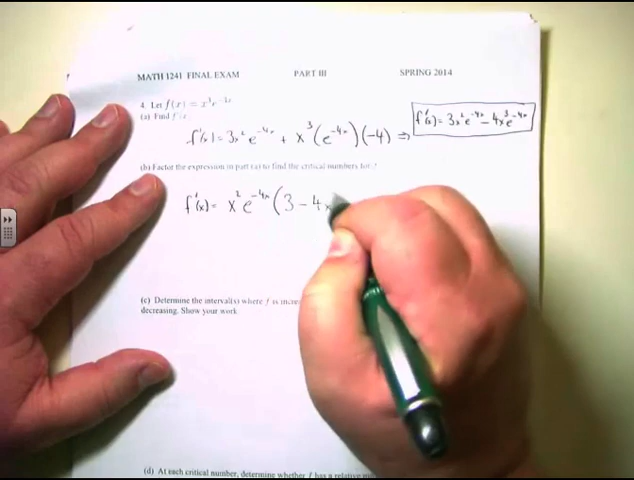 MATH 1241 FINAL EXAM PART III SPRING 2014
4. Let f(x) = x³e⁻⁴ˣ
(a) Find f'(x)
f'(x) = 3x²e⁻⁴ˣ + x³(e⁻⁴ˣ)(-4) ⇒ f'(x) = 3x²e⁻⁴ˣ - 4x³e⁻⁴ˣ
(b) Factor the expression in part (a) to find the critical numbers for f
f'(x) = x²e⁻⁴ˣ(3 - 4x
(c) Determine the interval(s) where f is incre
decreasing. Show your work
(d) At each critical number, determine whether f has a relative